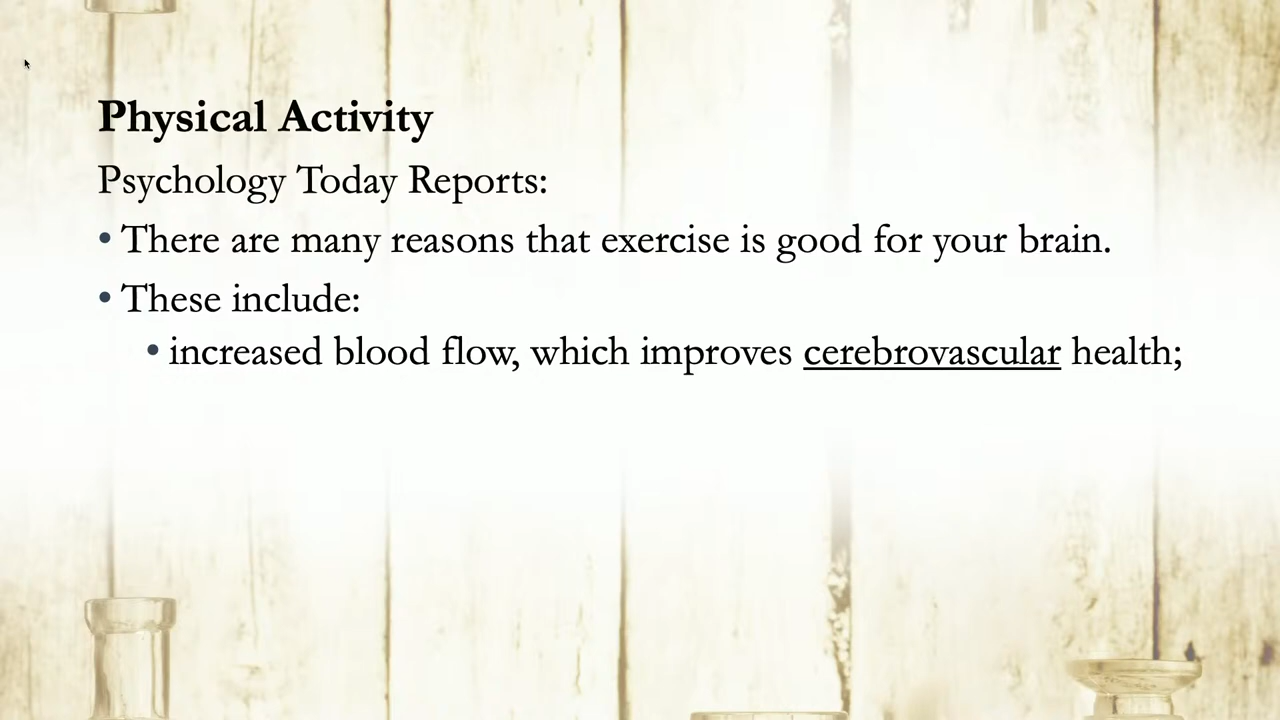 Physical Activity
Psychology Today Reports:
• There are many reasons that exercise is good for your brain.
• These include:
• increased blood flow, which improves cerebrovascular health;